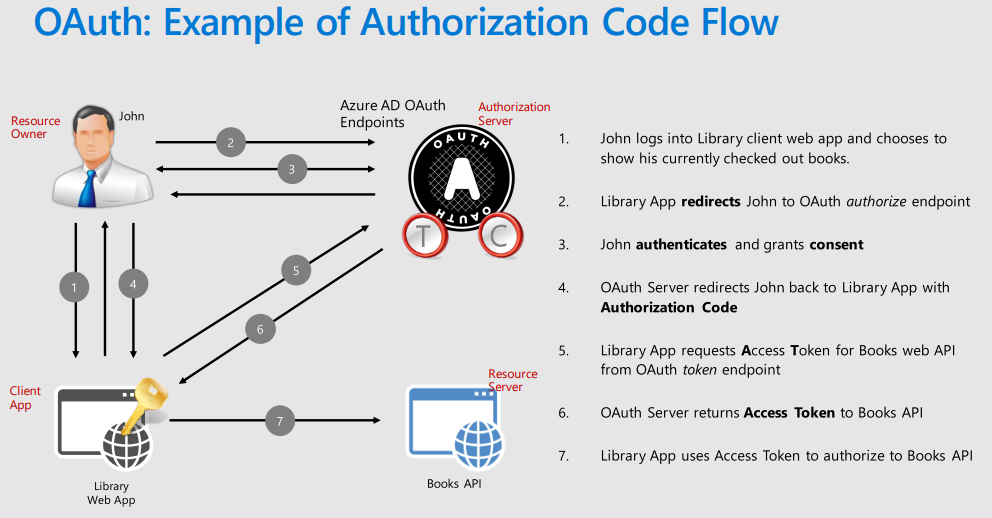 OAuth: Example of Authorization Code Flow
Resource
Owner
John
Azure AD OAuth
Endpoints
Authorization
Server
OAUTH
A
OAUTH
T
C
2
3
1
4
5
6
Client
App
Library
Web App
7
Resource
Server
Books API
1. John logs into Library client web app and chooses to
show his currently checked out books.
2. Library App redirects John to OAuth authorize endpoint
3. John authenticates and grants consent
4. OAuth Server redirects John back to Library App with
Authorization Code
5. Library App requests Access Token for Books web API
from OAuth token endpoint
6. OAuth Server returns Access Token to Books API
7. Library App uses Access Token to authorize to Books API